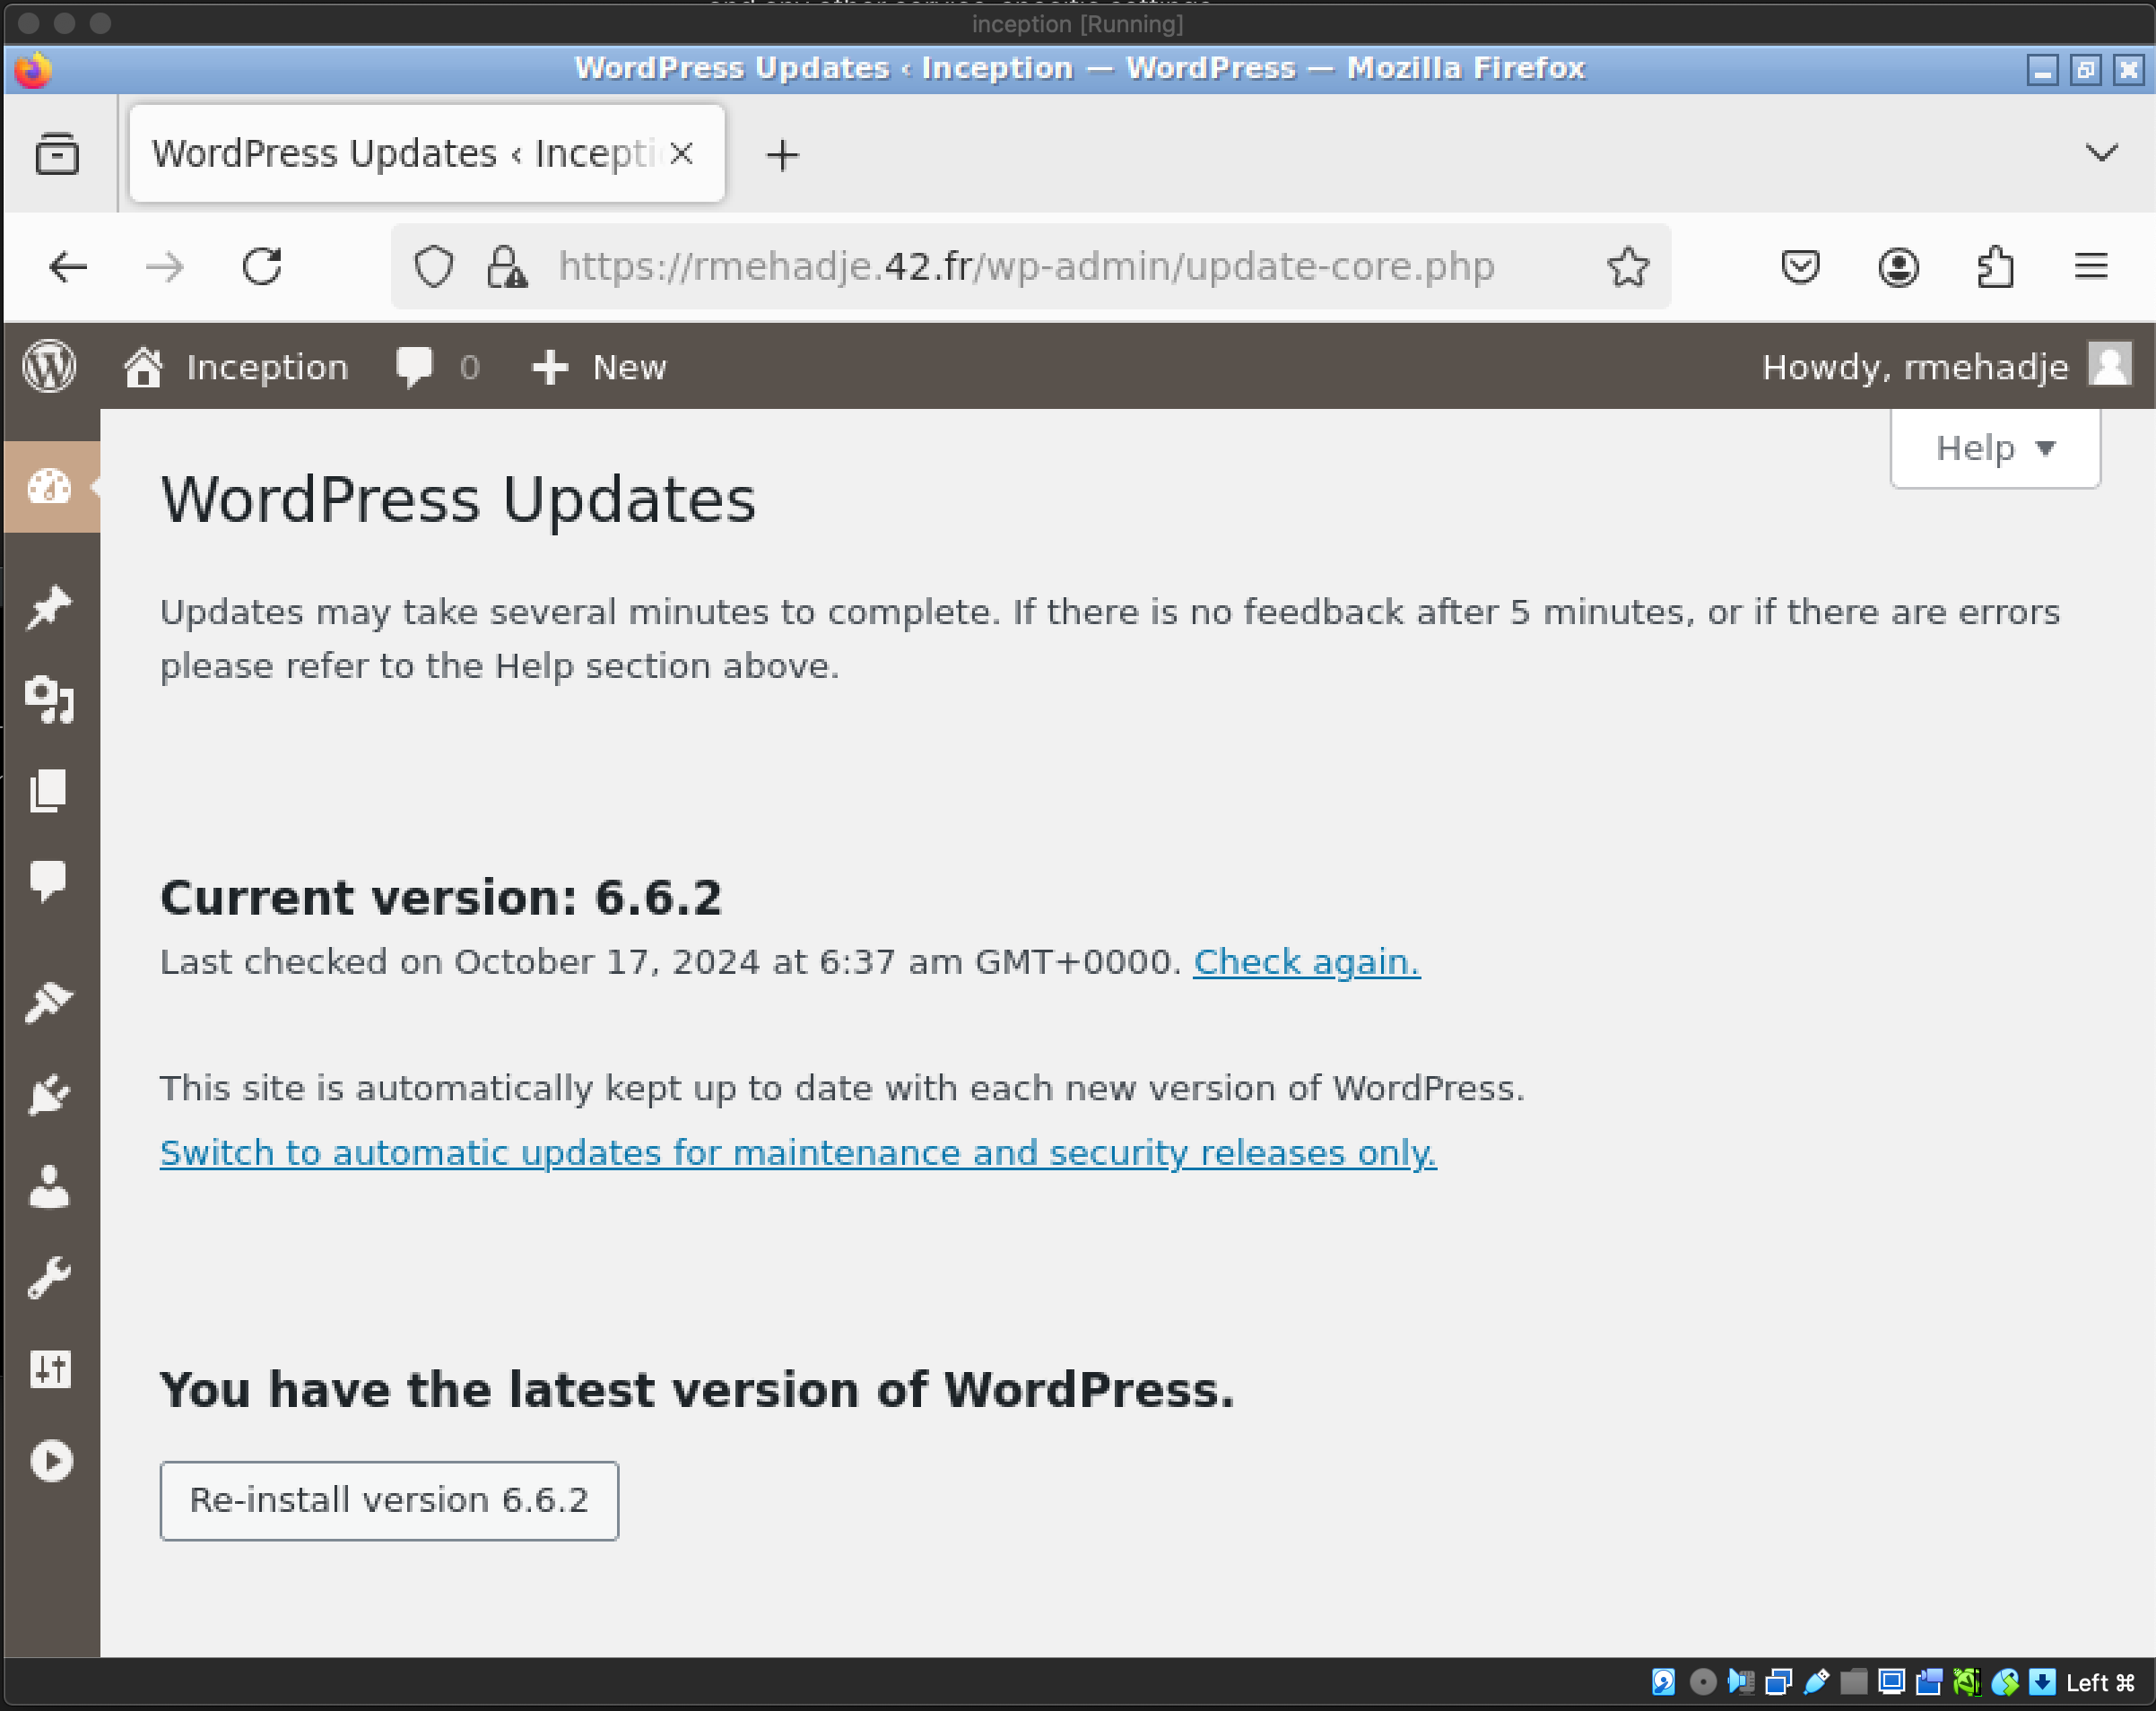 inception [Running]
WordPress Updates ‹ Inception — WordPress — Mozilla Firefox
WordPress Updates ‹ Incepti
https://rmehadje.42.fr/wp-admin/update-core.php
Inception 0 New Howdy, rmehadje
Help
WordPress Updates
Updates may take several minutes to complete. If there is no feedback after 5 minutes, or if there are errors
please refer to the Help section above.
Current version: 6.6.2
Last checked on October 17, 2024 at 6:37 am GMT+0000. Check again.
This site is automatically kept up to date with each new version of WordPress.
Switch to automatic updates for maintenance and security releases only.
You have the latest version of WordPress.
Re-install version 6.6.2
Left ⌘